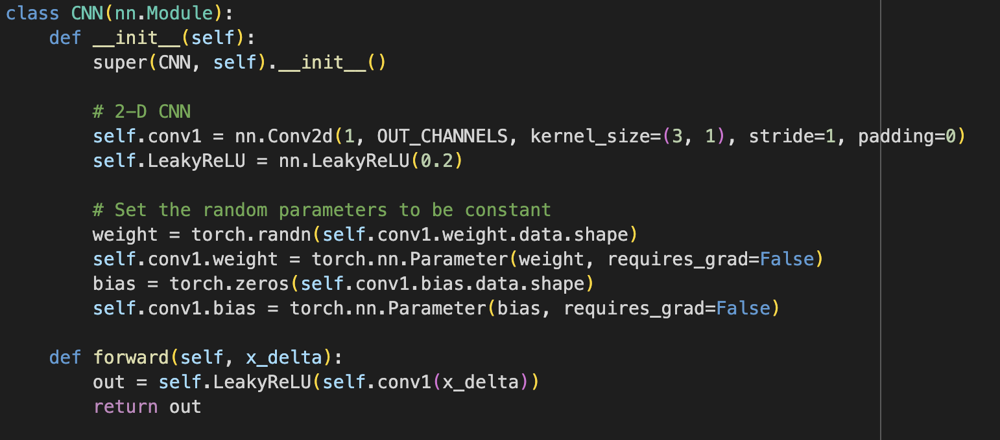 class CNN(nn.Module):
    def __init__(self):
        super(CNN, self).__init__()
        # 2-D CNN
        self.conv1 = nn.Conv2d(1, OUT_CHANNELS, kernel_size=(3, 1), stride=1, padding=0)
        self.LeakyReLU = nn.LeakyReLU(0.2)
        # Set the random parameters to be constant
        weight = torch.randn(self.conv1.weight.data.shape)
        self.conv1.weight = torch.nn.Parameter(weight, requires_grad=False)
        bias = torch.zeros(self.conv1.bias.data.shape)
        self.conv1.bias = torch.nn.Parameter(bias, requires_grad=False)
    def forward(self, x_delta):
        out = self.LeakyReLU(self.conv1(x_delta))
        return out